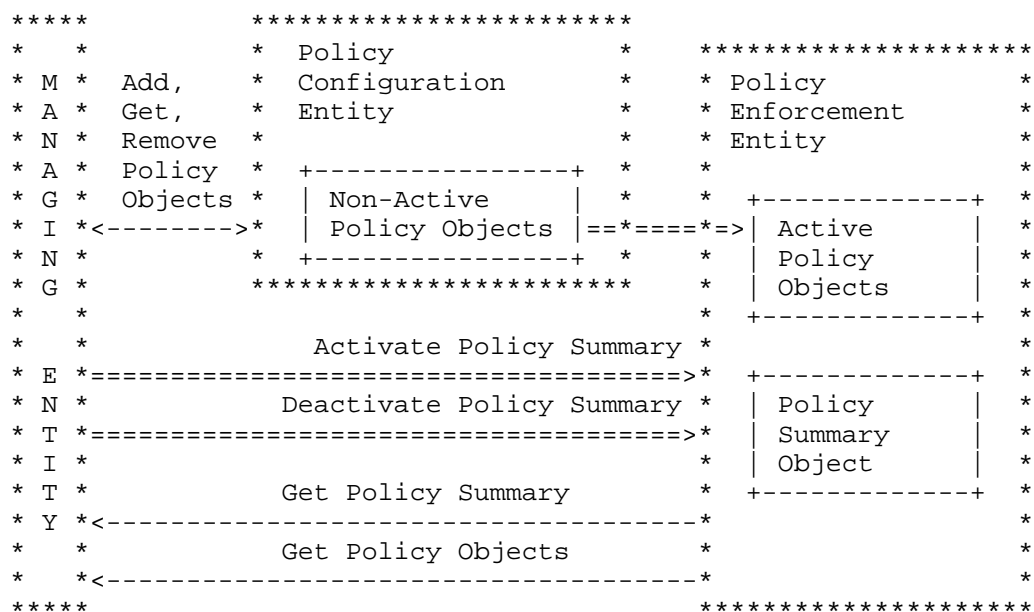 MANAGING ENTITY
Add,
Get,
Remove
Policy
Objects
Policy
Configuration
Entity
Non-Active
Policy Objects
Policy
Enforcement
Entity
Active
Policy
Objects
Activate Policy Summary
Deactivate Policy Summary
Policy
Summary
Object
Get Policy Summary
Get Policy Objects